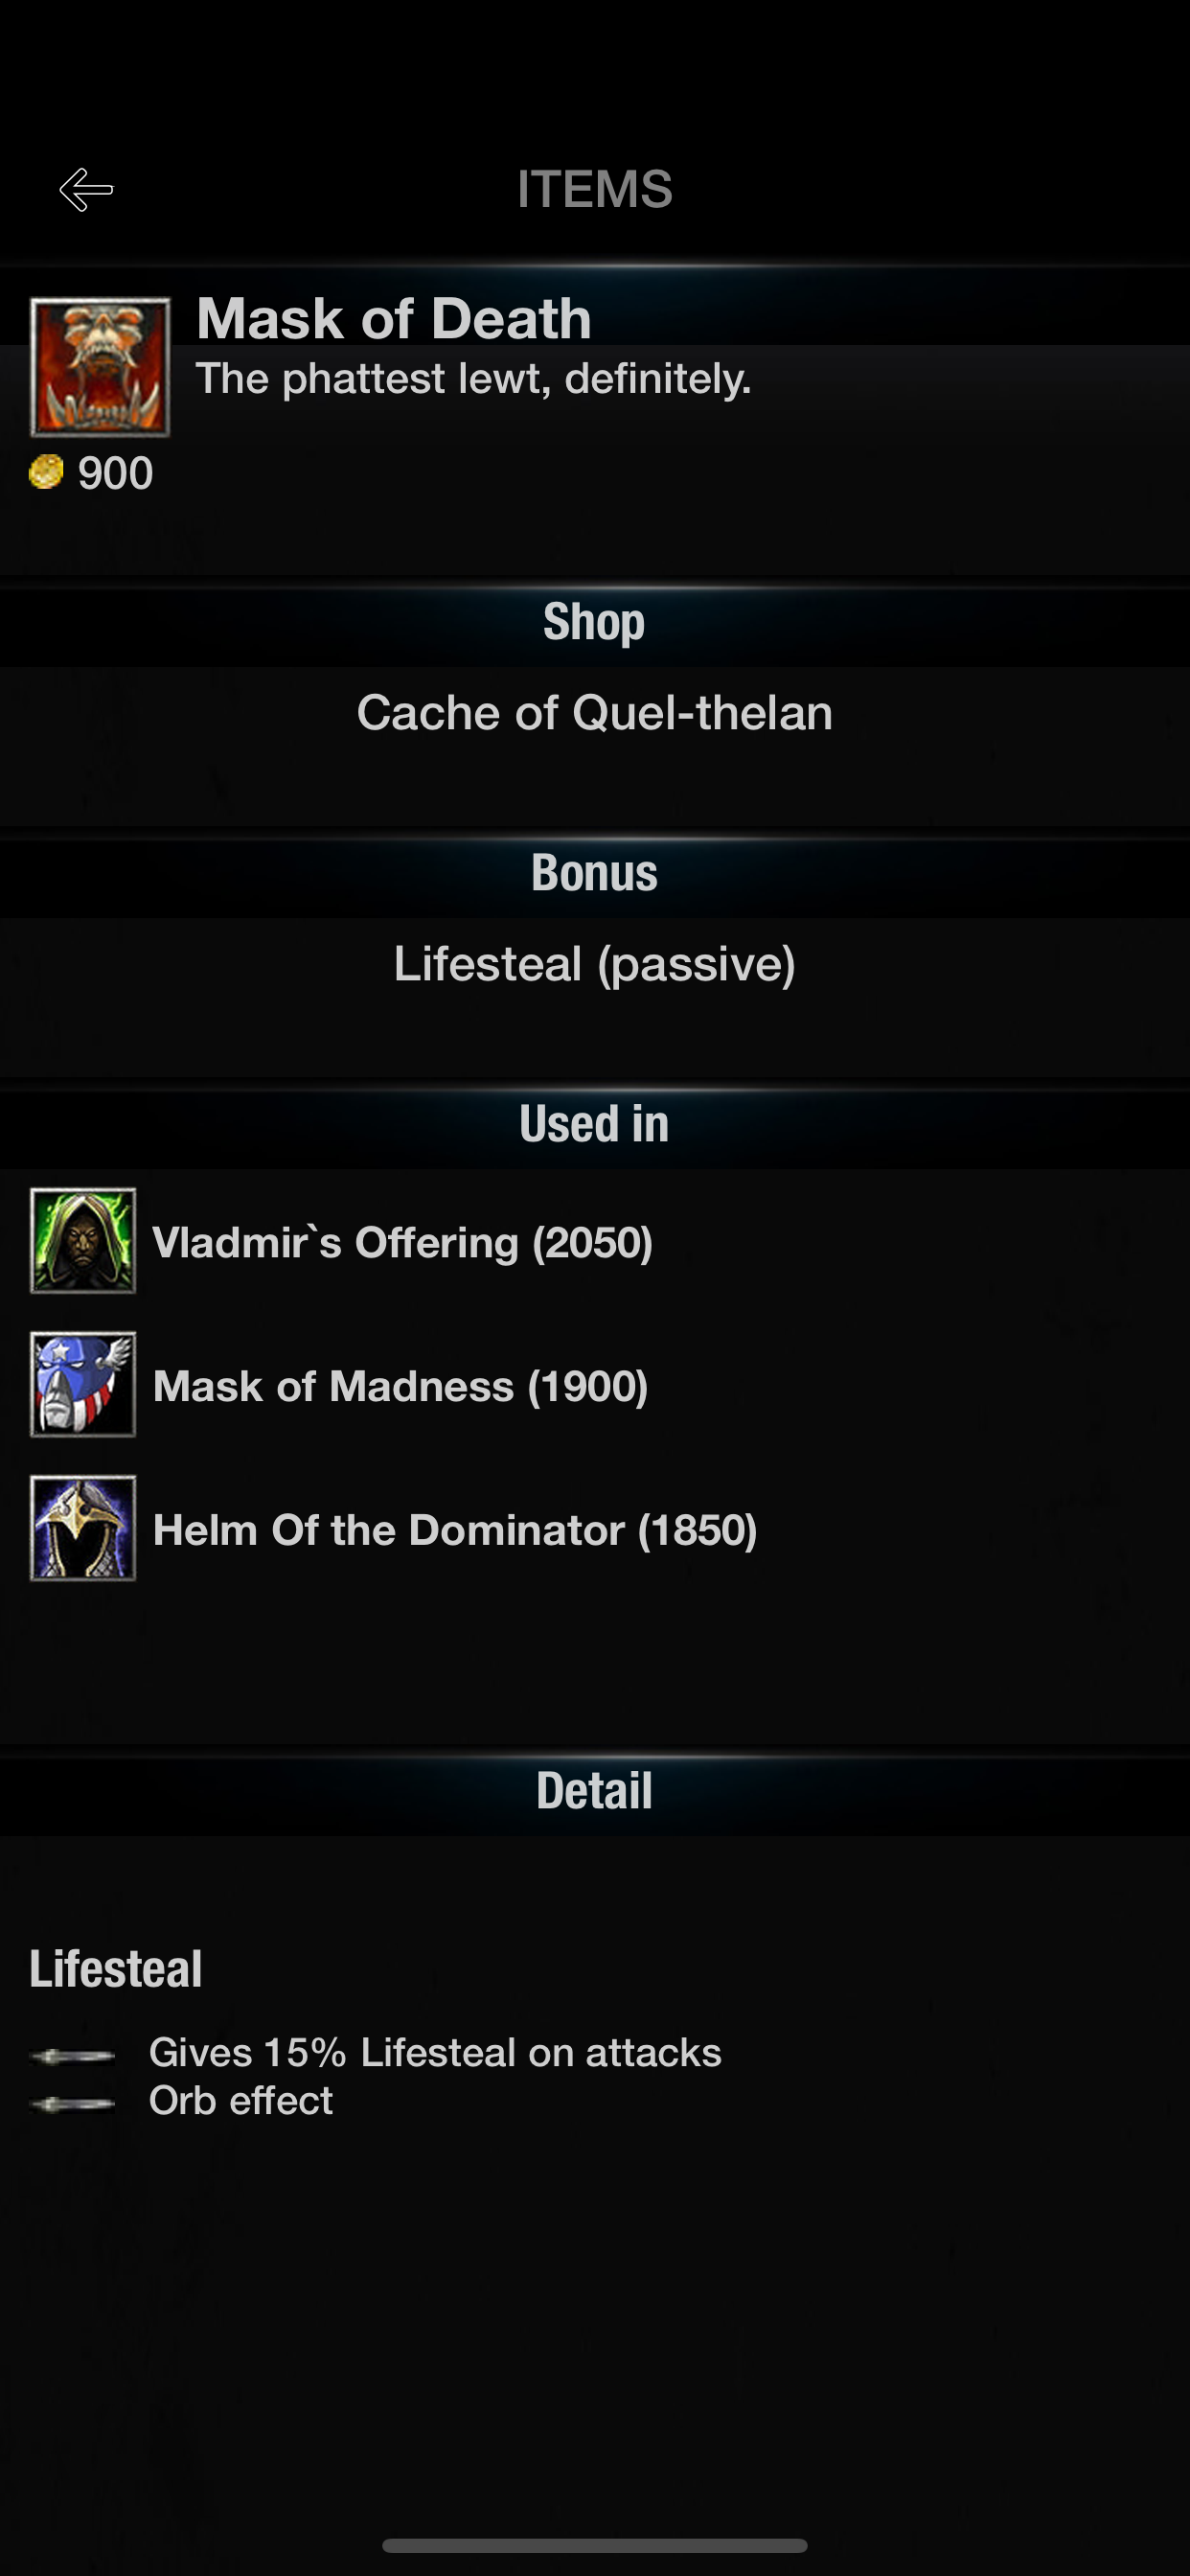 ITEMS
Mask of Death
The phattest lewt, definitely.
900
Shop
Cache of Quel-thelan
Bonus
Lifesteal (passive)
Used in
Vladmir`s Offering (2050)
Mask of Madness (1900)
Helm Of the Dominator (1850)
Detail
Lifesteal
Gives 15% Lifesteal on attacks
Orb effect